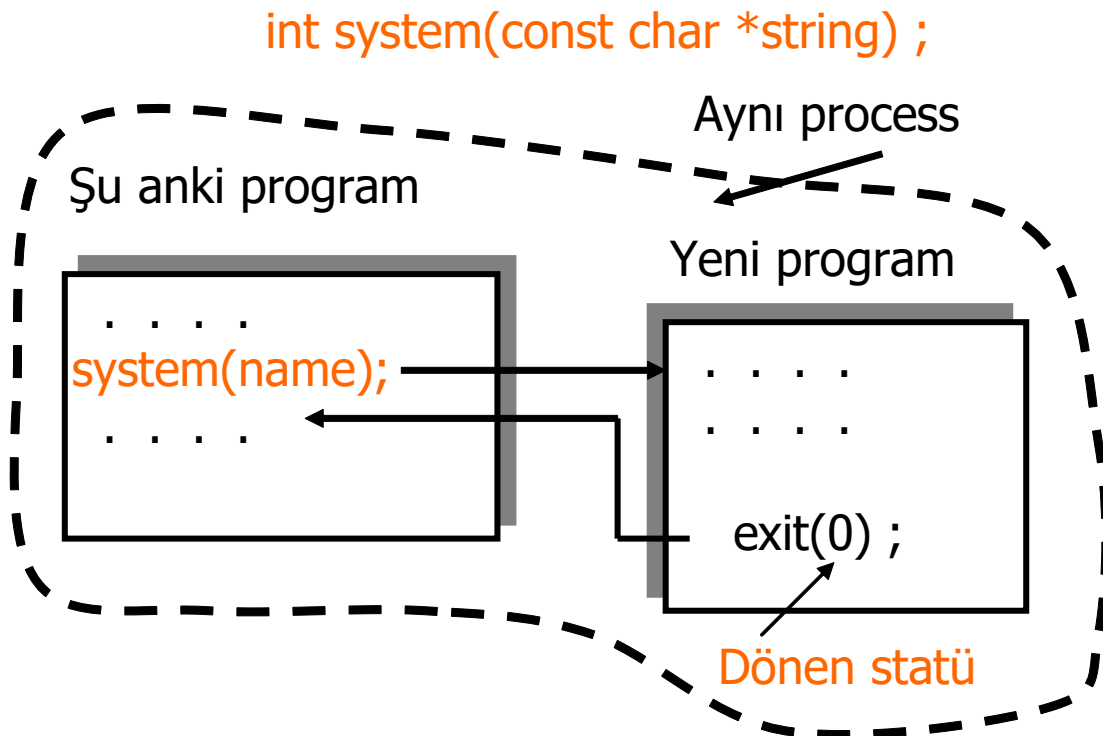 int system(const char *string) ;
Aynı process
Şu anki program
Yeni program
. . . .
system(name);
. . . .
. . . .
. . . .
exit(0) ;
Dönen statü